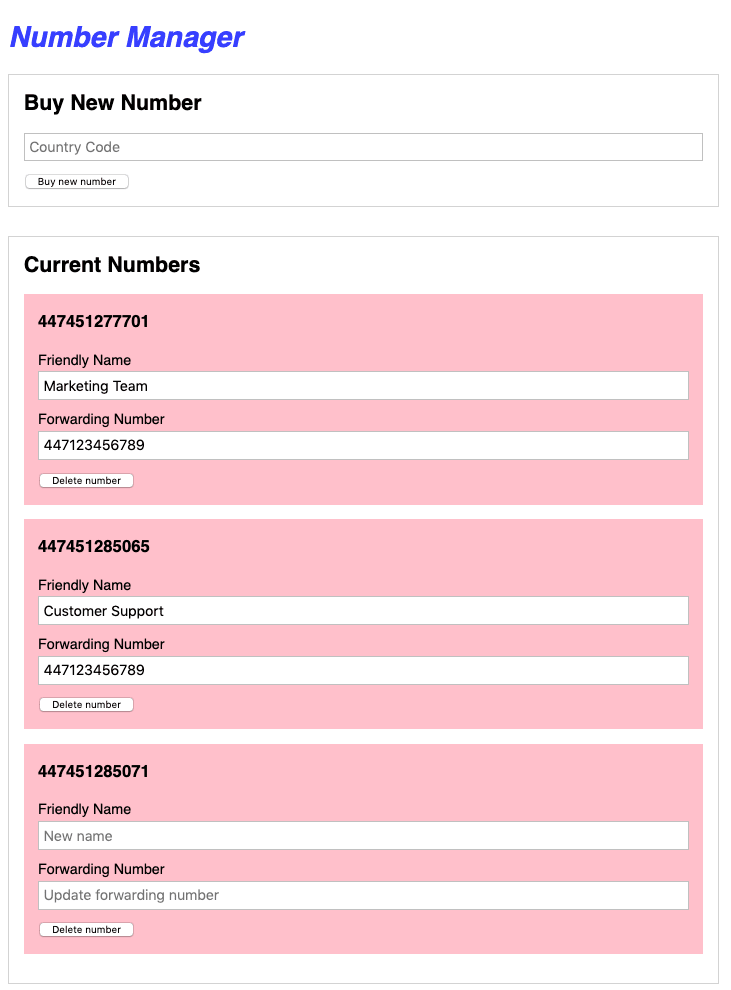 Number Manager
Buy New Number
Country Code
Buy new number
Current Numbers
447451277701
Friendly Name
Marketing Team
Forwarding Number
447123456789
Delete number
447451285065
Friendly Name
Customer Support
Forwarding Number
447123456789
Delete number
447451285071
Friendly Name
New name
Forwarding Number
Update forwarding number
Delete number